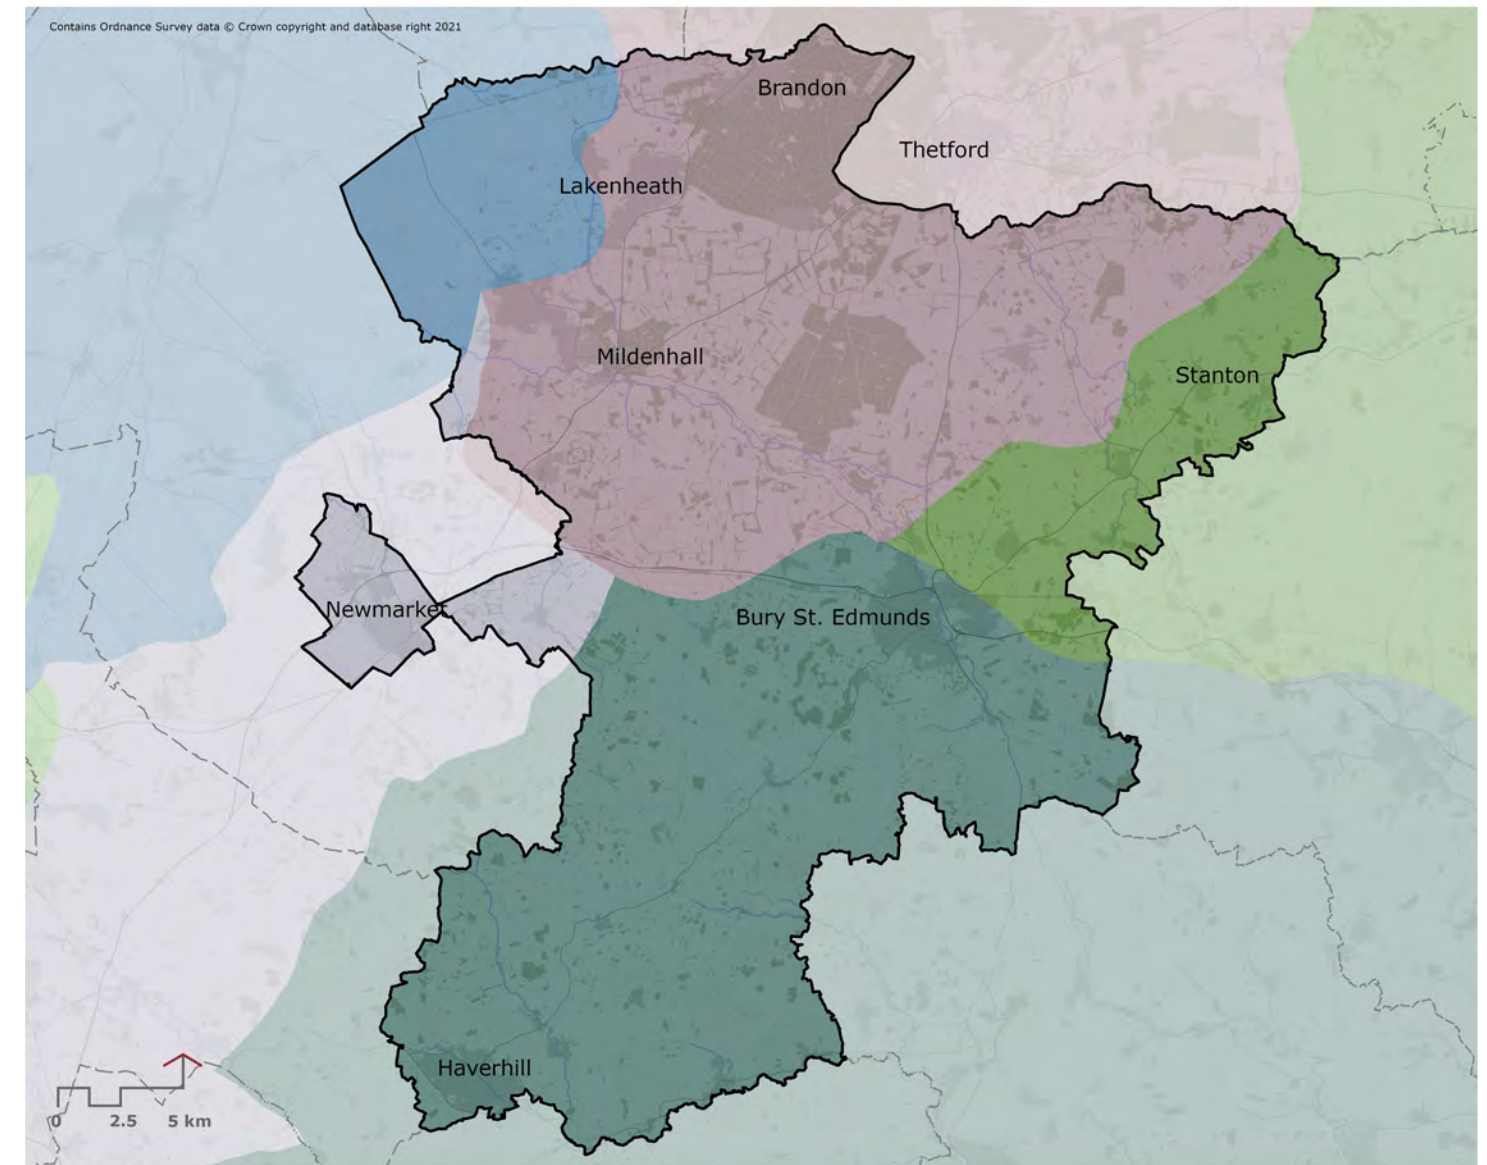 Contains Ordnance Survey data © Crown copyright and database right 2021
Brandon
Thetford
Lakenheath
Mildenhall
Stanton
Newmarket
Bury St. Edmunds
Haverhill
0 2.5 5 km